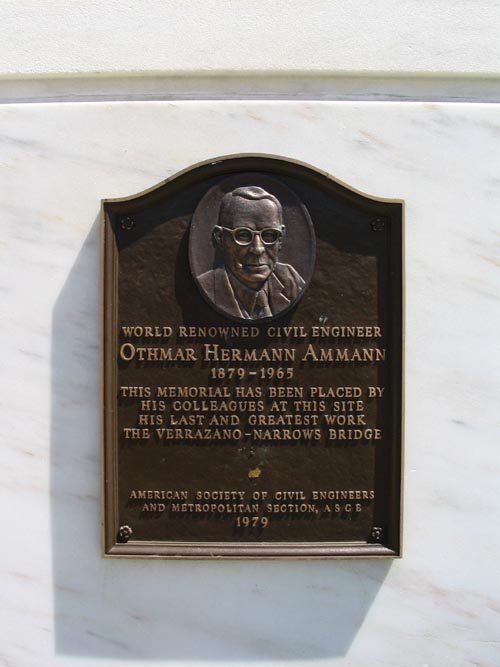 WORLD RENOWNED CIVIL ENGINEER
OTHMAR HERMANN AMMANN
1879-1965
THIS MEMORIAL HAS BEEN PLACED BY
HIS COLLEAGUES AT THIS SITE
HIS LAST AND GREATEST WORK
THE VERRAZANO-NARROWS BRIDGE
AMERICAN SOCIETY OF CIVIL ENGINEERS
AND METROPOLITAN SECTION, A S C E
1979